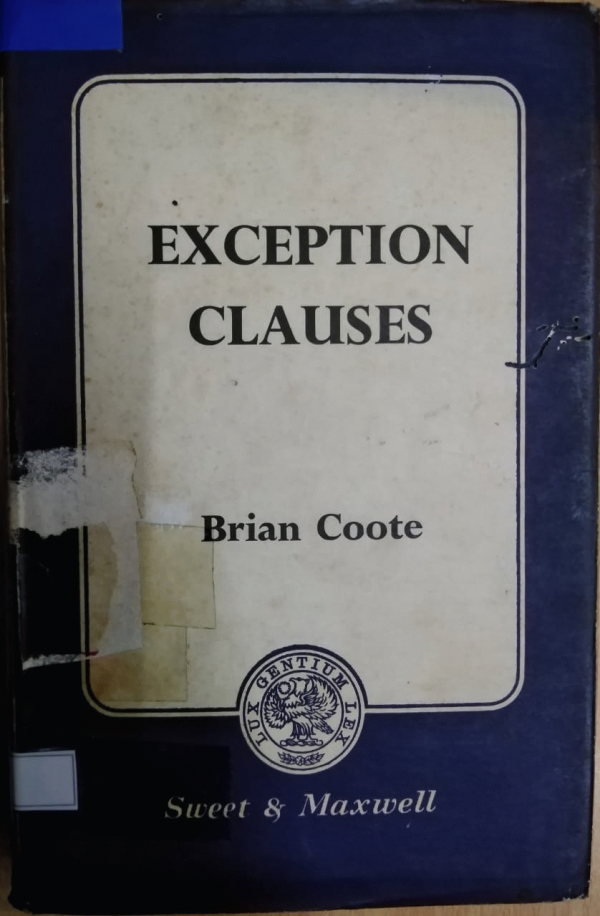 EXCEPTION
CLAUSES
Brian Coote
LUX GENTIUM LEX
Sweet & Maxwell